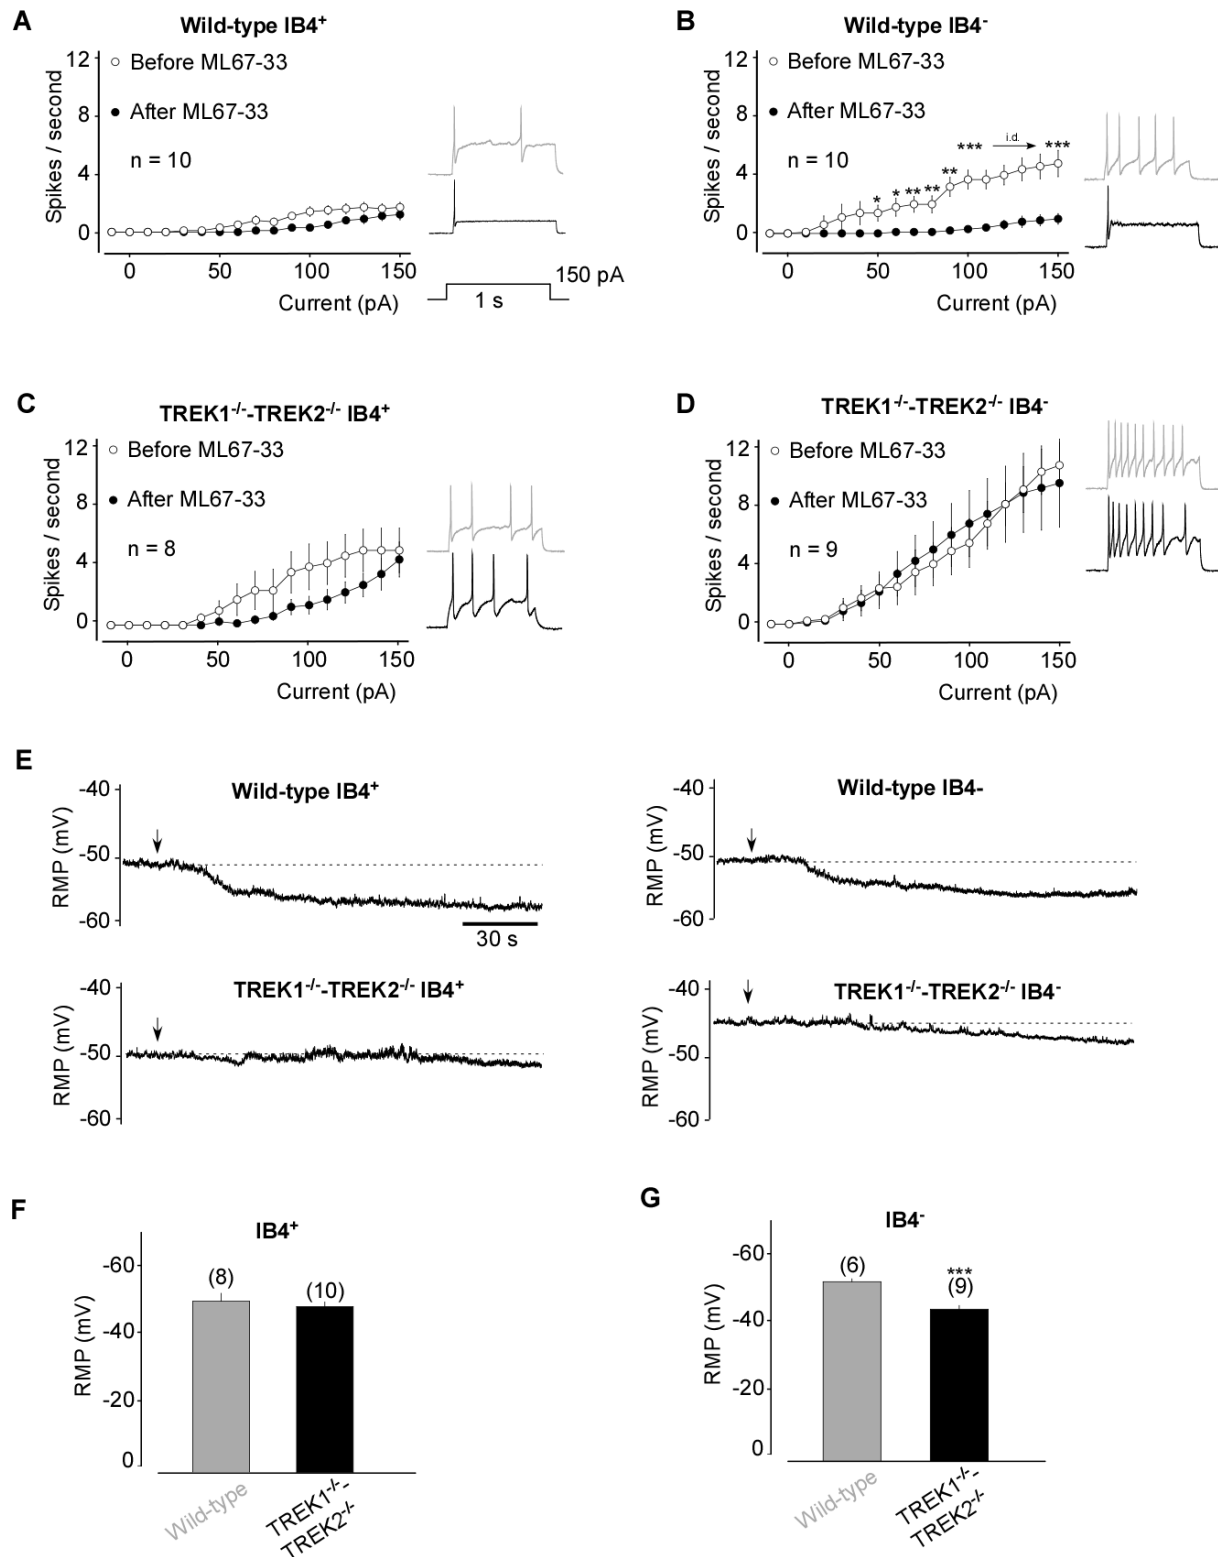 A
Wild-type IB4+
12
8
4
0
Spikes / second
Before ML67-33
After ML67-33
n = 10
0
50
100
150
Current (pA)
150 pA
1 s
B
Wild-type IB4-
12
8
4
0
Spikes / second
Before ML67-33
After ML67-33
n = 10
* * ** ** ** *** i.d. ***
0
50
100
150
Current (pA)
C
TREK1-/--TREK2-/- IB4+
12
8
4
0
Spikes / second
Before ML67-33
After ML67-33
n = 8
0
50
100
150
Current (pA)
D
TREK1-/--TREK2-/- IB4-
12
8
4
0
Spikes / second
Before ML67-33
After ML67-33
n = 9
0
50
100
150
Current (pA)
E
Wild-type IB4+
-40
-50
-60
RMP (mV)
30 s
Wild-type IB4-
-40
-50
-60
RMP (mV)
TREK1-/--TREK2-/- IB4+
-40
-50
-60
RMP (mV)
TREK1-/--TREK2-/- IB4-
-40
-50
-60
RMP (mV)
F
IB4+
-60
-40
-20
0
RMP (mV)
(8)
(10)
Wild-type
TREK1-/--
TREK2-/-
G
IB4-
-60
-40
-20
0
RMP (mV)
(6)
***
(9)
Wild-type
TREK1-/--
TREK2-/-